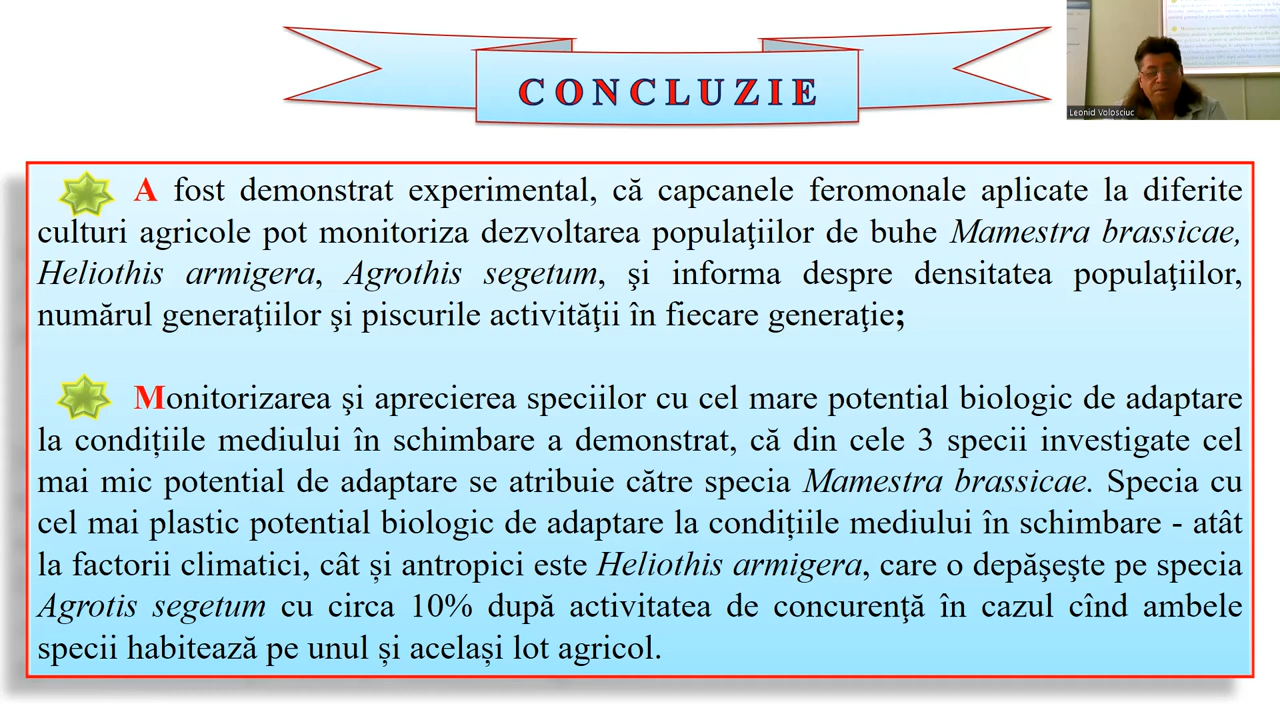 CONCLUZIE
Leonid Volosciuc
A fost demonstrat experimental, că capcanele feromonale aplicate la diferite
culturi agricole pot monitoriza dezvoltarea populaţiilor de buhe Mamestra brassicae,
Heliothis armigera, Agrothis segetum, şi informa despre densitatea populaţiilor,
numărul generaţiilor şi piscurile activităţii în fiecare generaţie;
Monitorizarea şi aprecierea speciilor cu cel mare potential biologic de adaptare
la condițiile mediului în schimbare a demonstrat, că din cele 3 specii investigate cel
mai mic potential de adaptare se atribuie către specia Mamestra brassicae. Specia cu
cel mai plastic potential biologic de adaptare la condițiile mediului în schimbare - atât
la factorii climatici, cât și antropici este Heliothis armigera, care o depăşeşte pe specia
Agrotis segetum cu circa 10% după activitatea de concurenţă în cazul cînd ambele
specii habitează pe unul și același lot agricol.